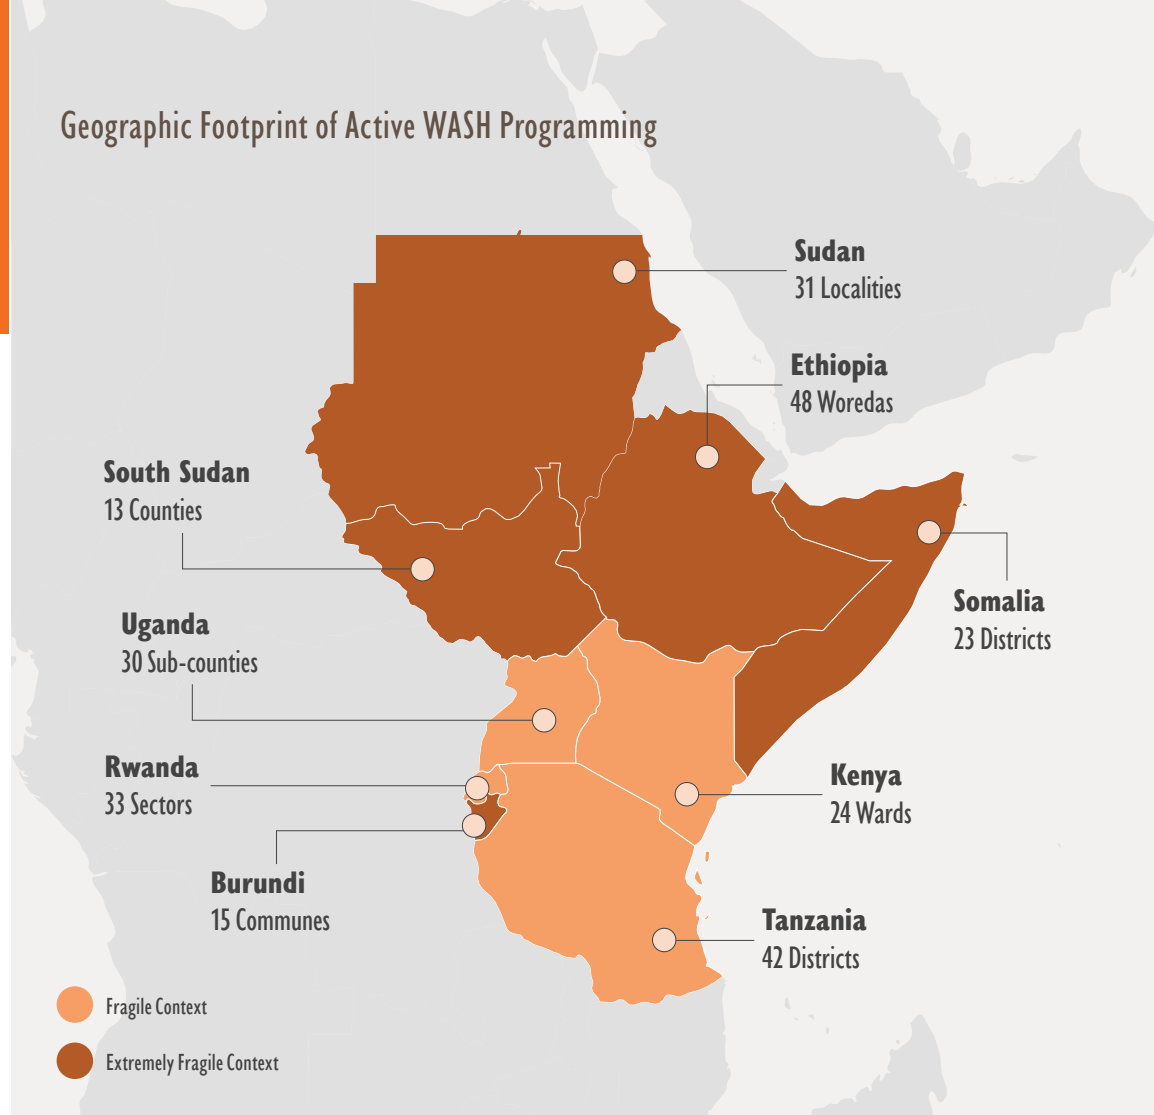 Geographic Footprint of Active WASH Programming
Sudan
31 Localities
Ethiopia
48 Woredas
South Sudan
13 Counties
Somalia
23 Districts
Uganda
30 Sub-counties
Rwanda
33 Sectors
Kenya
24 Wards
Burundi
15 Communes
Tanzania
42 Districts
Fragile Context
Extremely Fragile Context